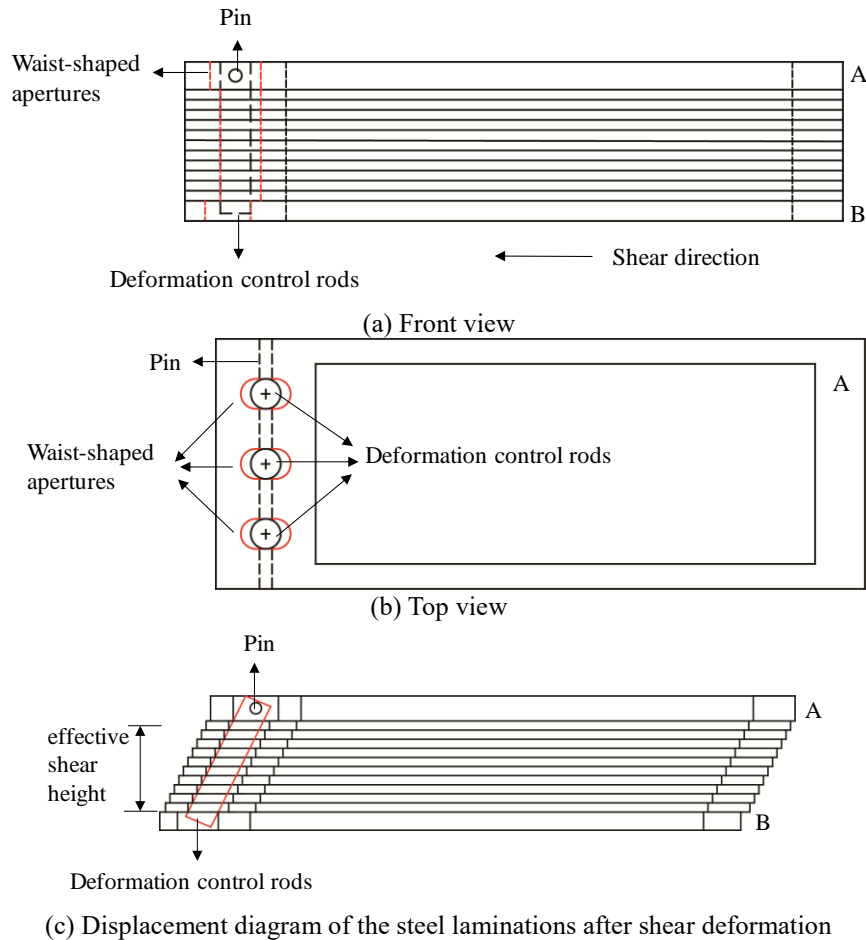 Pin
Waist-shaped
apertures
A
B
Deformation control rods
Shear direction
(a) Front view
Pin
A
Waist-shaped
apertures
Deformation control rods
(b) Top view
Pin
A
effective
shear
height
B
Deformation control rods
(c) Displacement diagram of the steel laminations after shear deformation